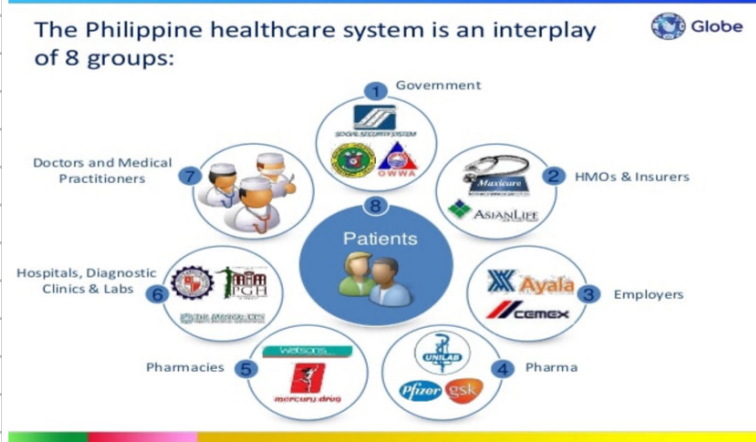 The Philippine healthcare system is an interplay
of 8 groups:
Globe
1
Government
SOCIAL SECURITY SYSTEM
OWWA
2
HMOs & Insurers
Maxicare
ASIANLIFE
3
Employers
Ayala
CEMEX
4
Pharma
UNILAB
Pfizer
gsk
5
Pharmacies
watsons
mercury drug
6
Hospitals, Diagnostic
Clinics & Labs
PGH
7
Doctors and Medical
Practitioners
8
Patients